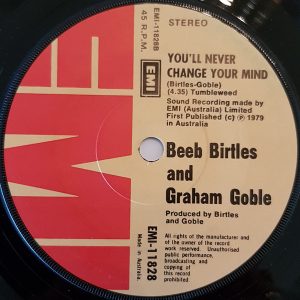 EMI
45 R.P.M.
EMI-11828B
STEREO
EMI
YOU'LL NEVER
CHANGE YOUR MIND
(Birtles-Goble)
(4.35) Tumbleweed
Sound Recording made by
EMI (Australia) Limited
First Published (c) Ⓟ 1979
in Australia
Beeb Birtles
and
Graham Goble
Produced by Birtles
and Goble
EMI-11828
Made in Australia.
All rights of the manufacturer and
of the owner of the record
work reserved. Unauthorised
public performance,
broadcasting and
copying of
this record
prohibited.